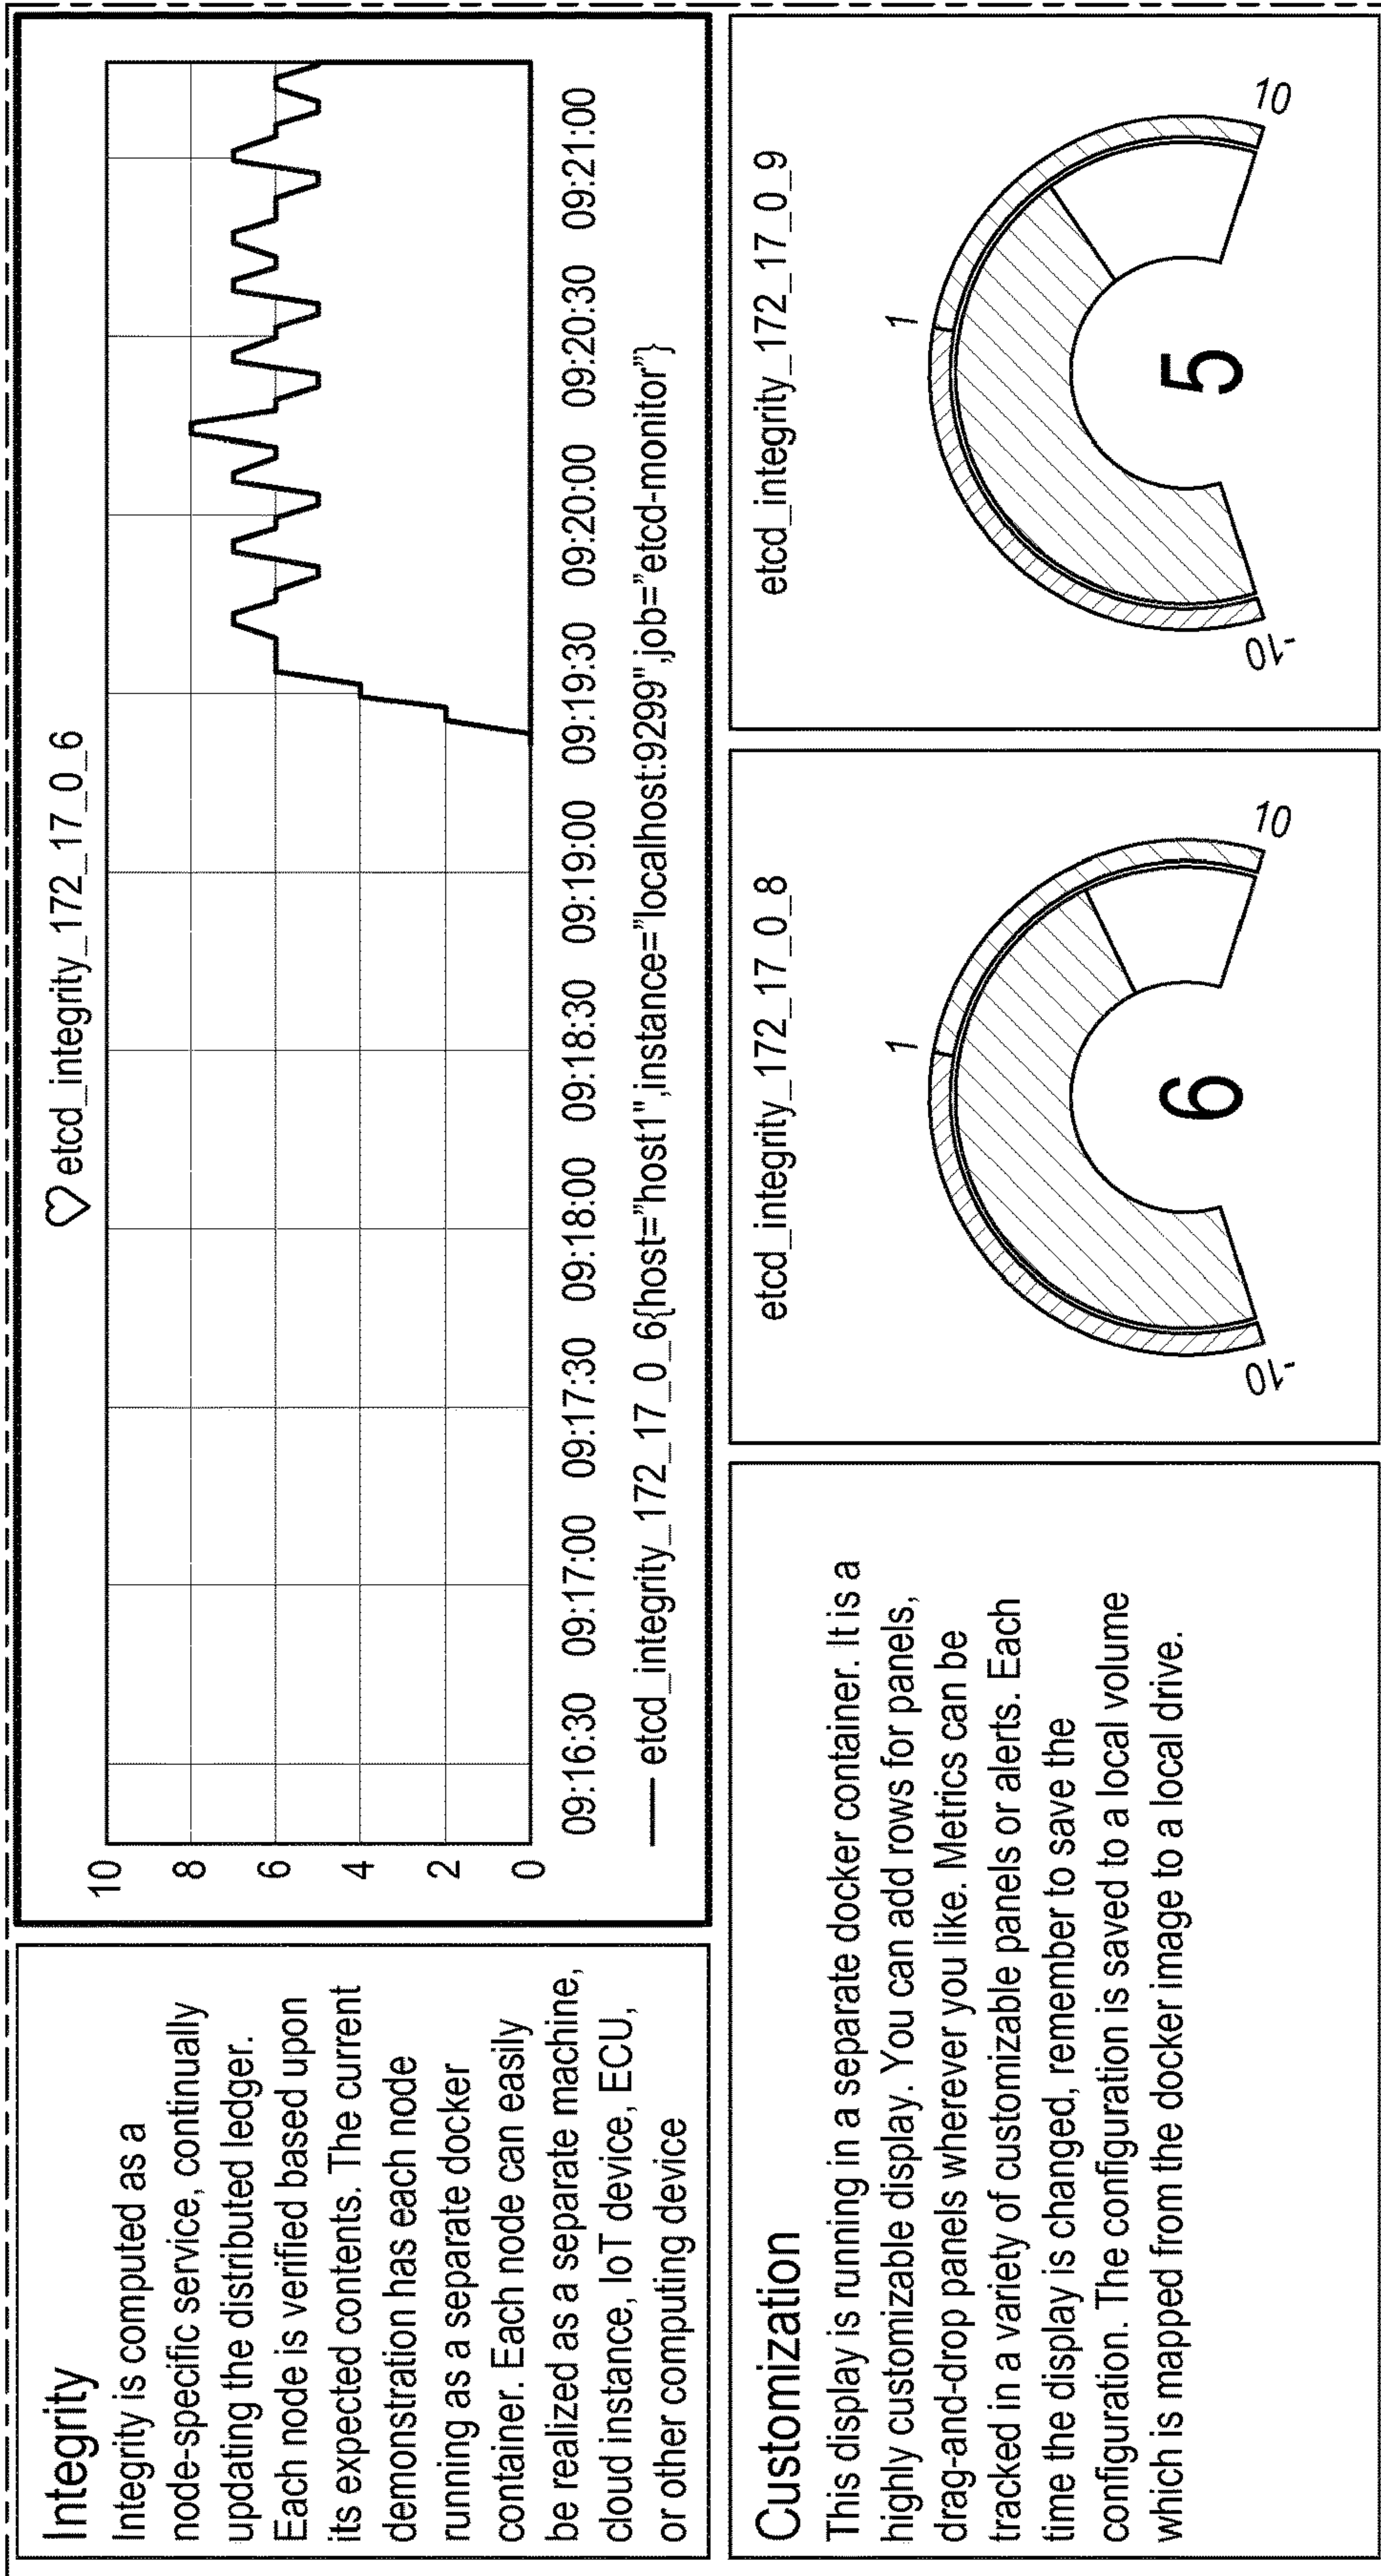 Integrity
Integrity is computed as a
node-specific service, continually
updating the distributed ledger.
Each node is verified based upon
its expected contents. The current
demonstration has each node
running as a separate docker
container. Each node can easily
be realized as a separate machine,
cloud instance, IoT device, ECU,
or other computing device
etcd_integrity_172_17_0_6
10
8
6
4
2
0
09:16:30 09:17:00 09:17:30 09:18:00 09:18:30 09:19:00 09:19:30 09:20:00 09:20:30 09:21:00
etcd_integrity_172_17_0_6{host="host1",instance="localhost:9299",job="etcd-monitor"}
Customization
This display is running in a separate docker container. It is a
highly customizable display. You can add rows for panels,
drag-and-drop panels wherever you like. Metrics can be
tracked in a variety of customizable panels or alerts. Each
time the display is changed, remember to save the
configuration. The configuration is saved to a local volume
which is mapped from the docker image to a local drive.
etcd_integrity_172_17_0_8
1
6
-10
10
etcd_integrity_172_17_0_9
1
5
-10
10